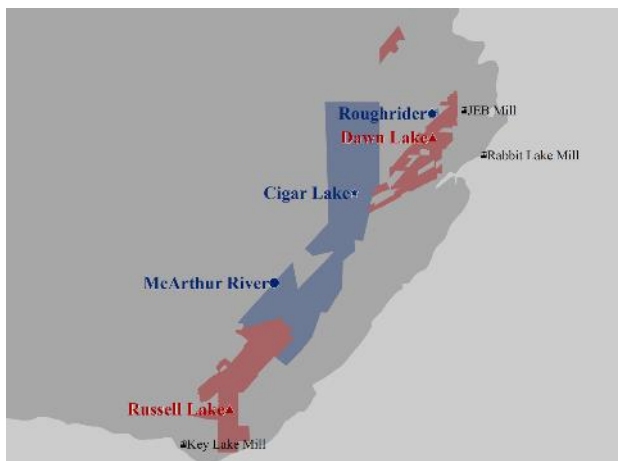 Roughrider
JEB Mill
Dawn Lake
Rabbit Lake Mill
Cigar Lake
McArthur River
Russell Lake
Key Lake Mill